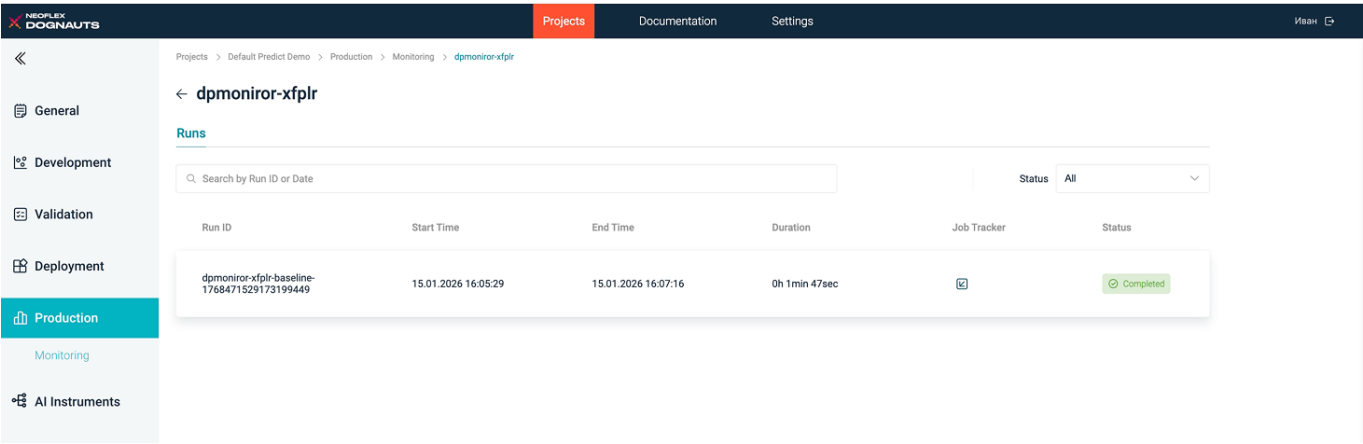 NEOFLEX
DOGNAUTS
Projects
Documentation
Settings
Иван
Projects > Default Predict Demo > Production > Monitoring > dpmoniror-xfplr
← dpmoniror-xfplr
General
Runs
Development
Search by Run ID or Date
Status
All
Validation
Run ID
Start Time
End Time
Duration
Job Tracker
Status
Deployment
dpmoniror-xfplr-baseline-
1768471529173199449
15.01.2026 16:05:29
15.01.2026 16:07:16
0h 1min 47sec
Completed
Production
Monitoring
AI Instruments